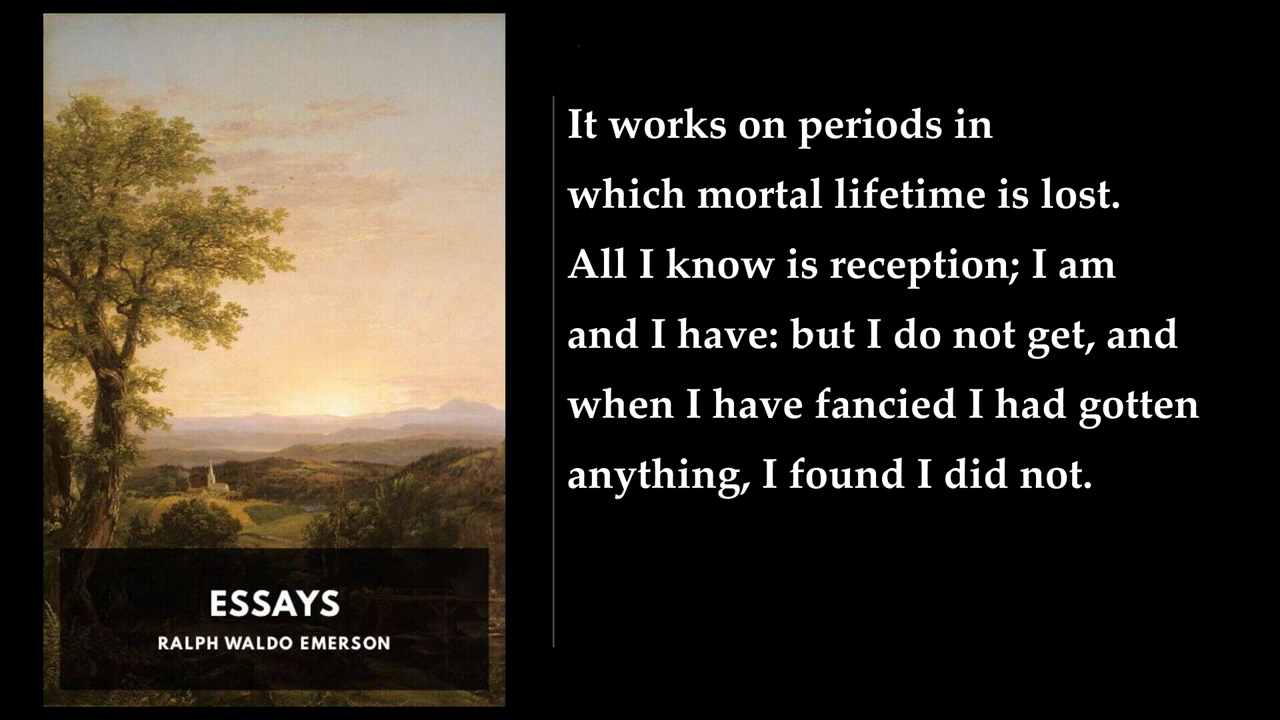 ESSAYS
RALPH WALDO EMERSON
It works on periods in
which mortal lifetime is lost.
All I know is reception; I am
and I have: but I do not get, and
when I have fancied I had gotten
anything, I found I did not.